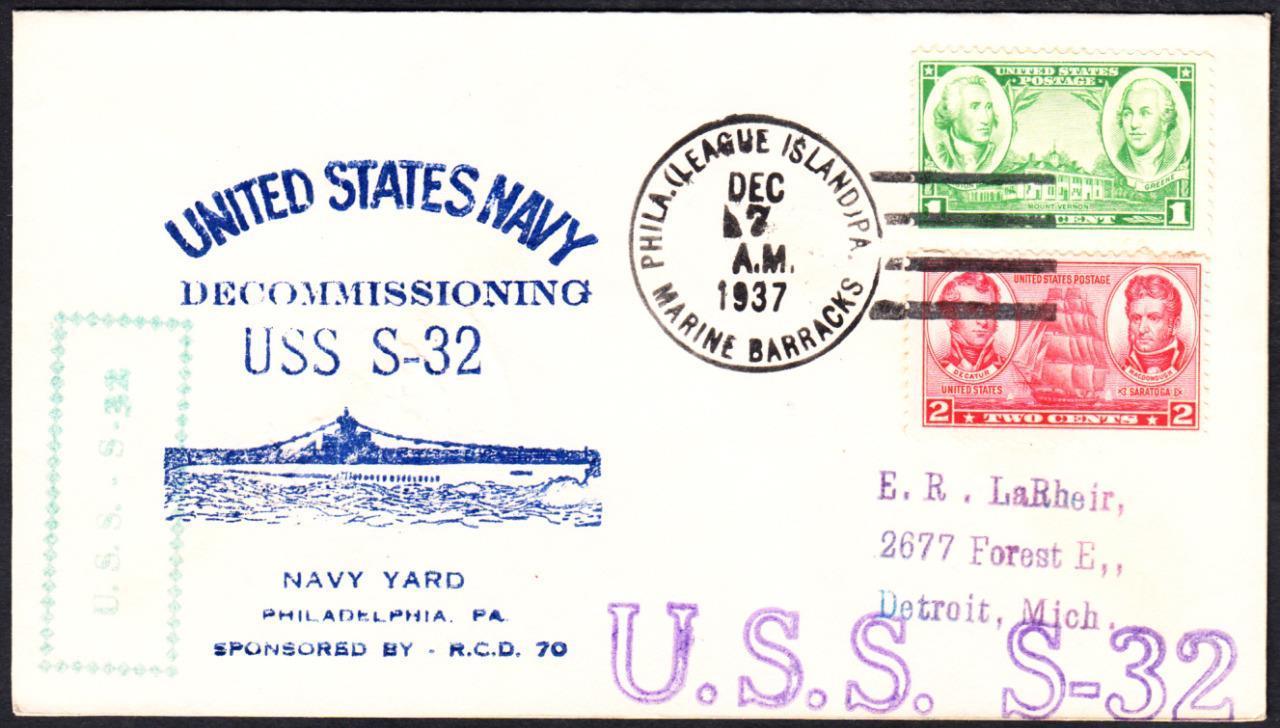 UNITED STATES NAVY
DECOMMISSIONING
USS S-32
NAVY YARD
PHILADELPHIA, PA.
SPONSORED BY - R.C.D. 70
U.S.S. - S-32
PHILA.(LEAGUE ISLAND)PA.
DEC
7
A.M.
1937
MARINE BARRACKS
UNITED STATES
POSTAGE
GREENE
MOUNT VERNON
1 CENT 1
UNITED STATES POSTAGE
DECATUR
MACDONOUGH
UNITED STATES
SARATOGA
2 TWO CENTS 2
E. R . LaRheir,
2677 Forest E,,
Detroit, Mich.
U.S.S. S-32